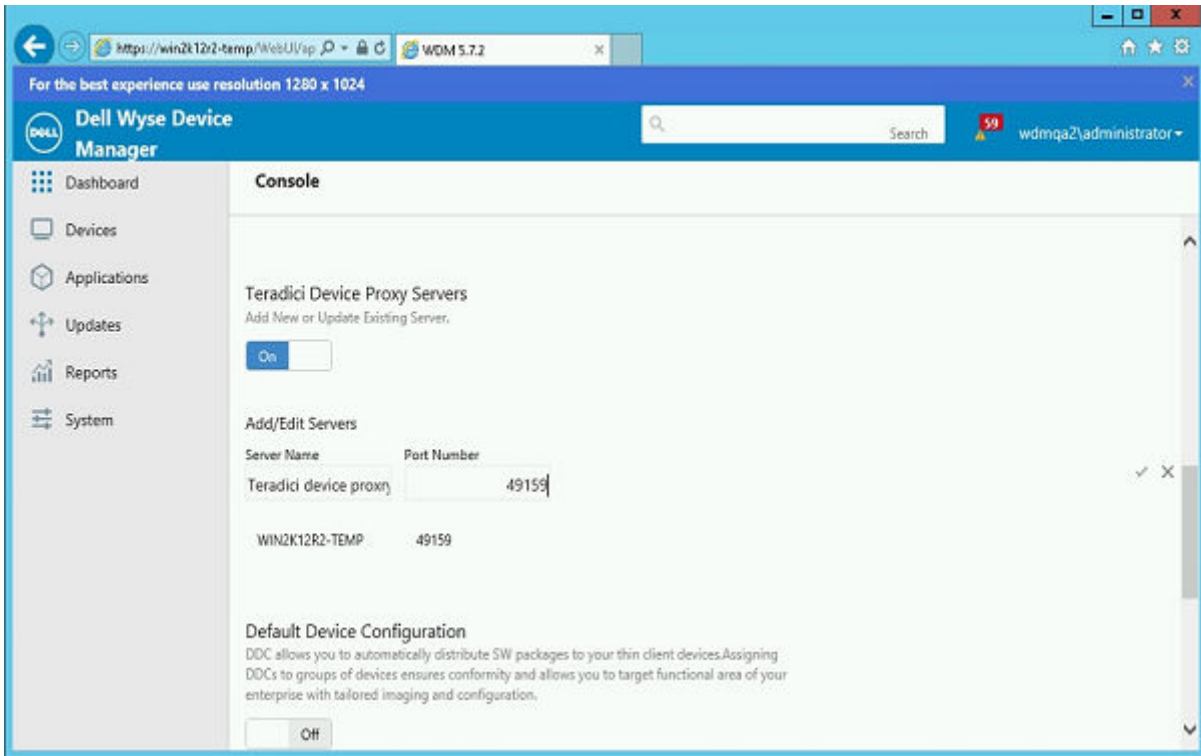 https://win2k12r2-temp/WebUI/ap
WDM 5.7.2
For the best experience use resolution 1280 x 1024
DELL
Dell Wyse Device
Manager
Search
59
wdmqa2\administrator
Dashboard
Console
Devices
Applications
Updates
Reports
System
Teradici Device Proxy Servers
Add New or Update Existing Server.
On
Add/Edit Servers
Server Name Port Number
Teradici device proxy 49159
WIN2K12R2-TEMP 49159
Default Device Configuration
DDC allows you to automatically distribute SW packages to your thin client devices.Assigning
DDCs to groups of devices ensures conformity and allows you to target functional area of your
enterprise with tailored imaging and configuration.
Off